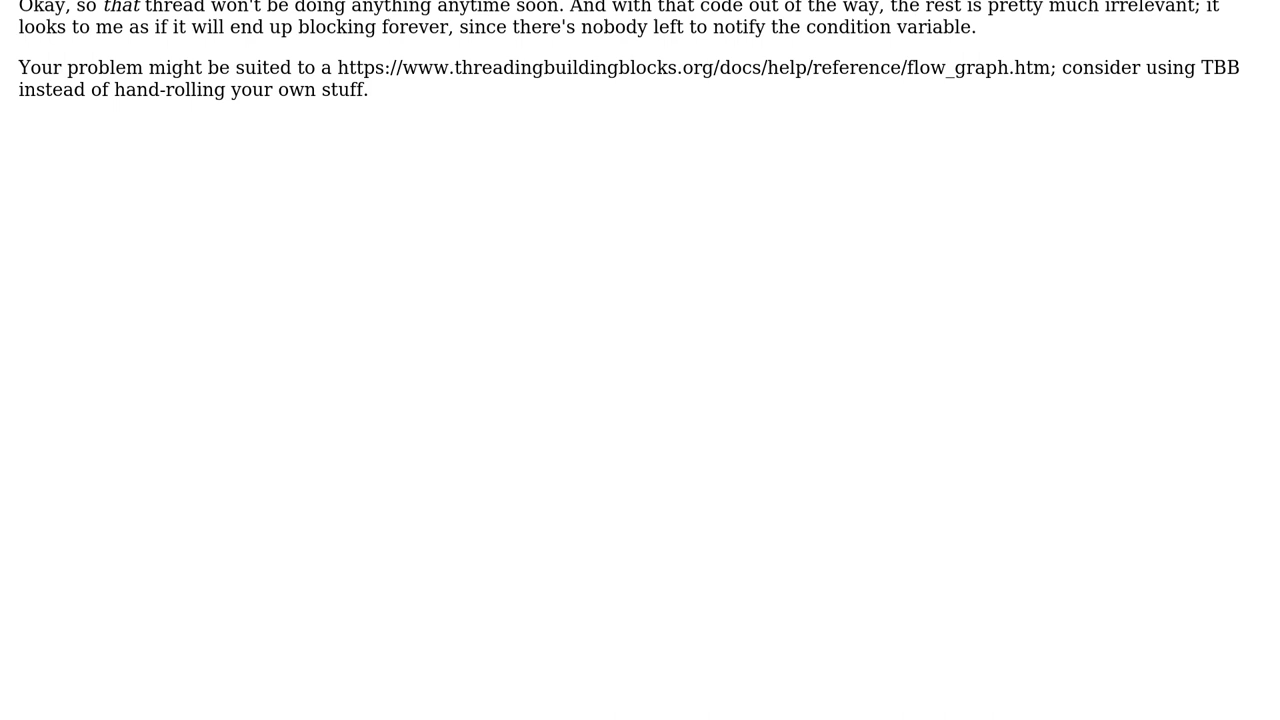 Okay, so that thread won't be doing anything anytime soon. And with that code out of the way, the rest is pretty much irrelevant; it
looks to me as if it will end up blocking forever, since there's nobody left to notify the condition variable.
Your problem might be suited to a https://www.threadingbuildingblocks.org/docs/help/reference/flow_graph.htm; consider using TBB
instead of hand-rolling your own stuff.